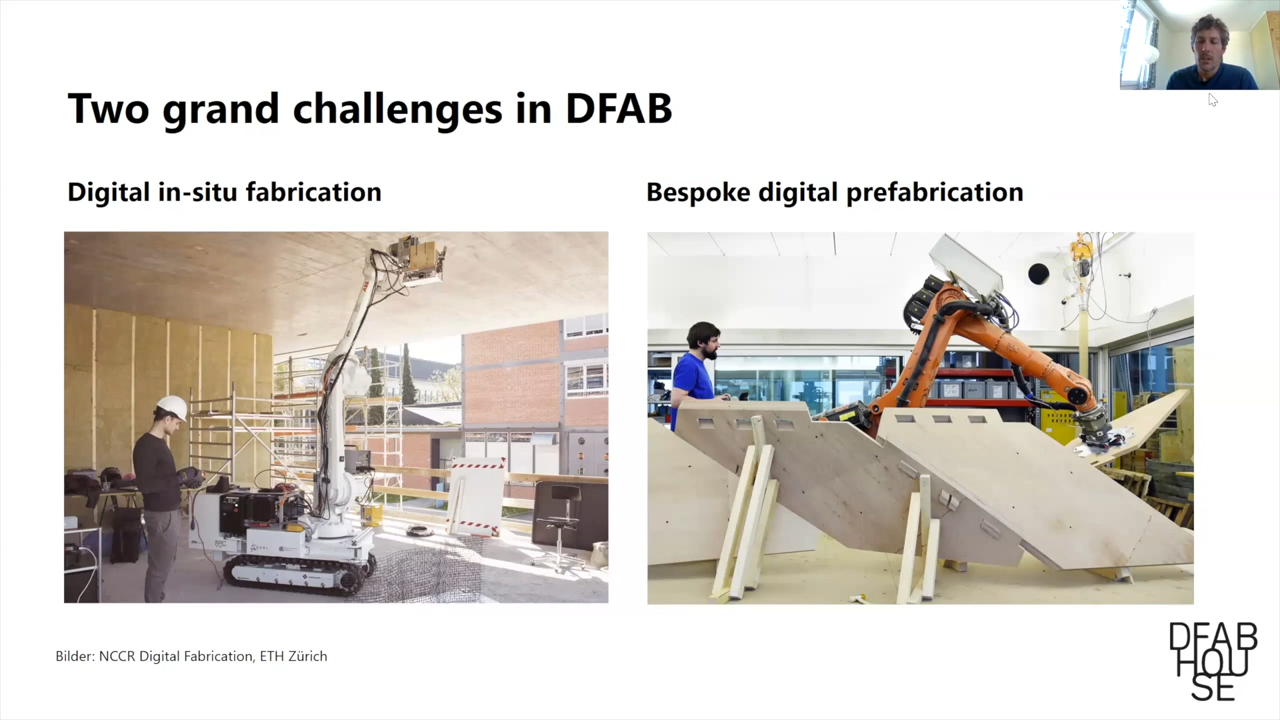 Two grand challenges in DFAB
Digital in-situ fabrication
Bespoke digital prefabrication
Bilder: NCCR Digital Fabrication, ETH Zürich
DFAB
HOU
SE